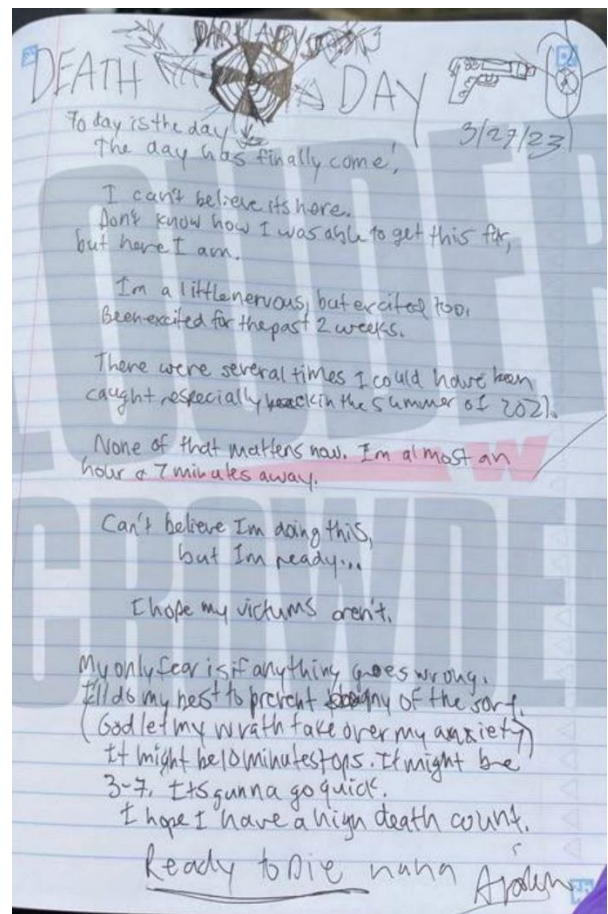 DARK ABYSS
DEATH DAY
3/27/23
Today is the day
The day has finally come!
I can't believe its here.
Don't know how I was able to get this far,
but here I am.
Im a little nervous, but excited too.
Been excited for the past 2 weeks.
There were several times I could have been
caught, especially back in the summer of 2021.
None of that matters now. Im almost an
hour & 7 minutes away.
Can't believe Im doing this,
but Im ready...
I hope my victums aren't.
My only fear is if anything goes wrong.
I'll do my best to prevent any of the sort.
(God let my wrath take over my anxiety)
It might be 10 minutes tops. It might be
3-7. Its gunna go quick.
I hope I have a high death count.
Ready to Die haha
LOUDER
W
CROWDER